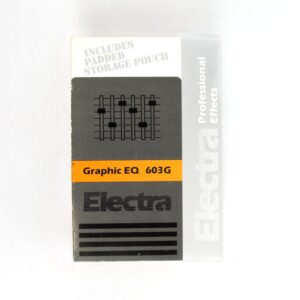 INCLUDES
PADDED
STORAGE POUCH
Graphic EQ 603G
Electra
Electra
Professional
Effects